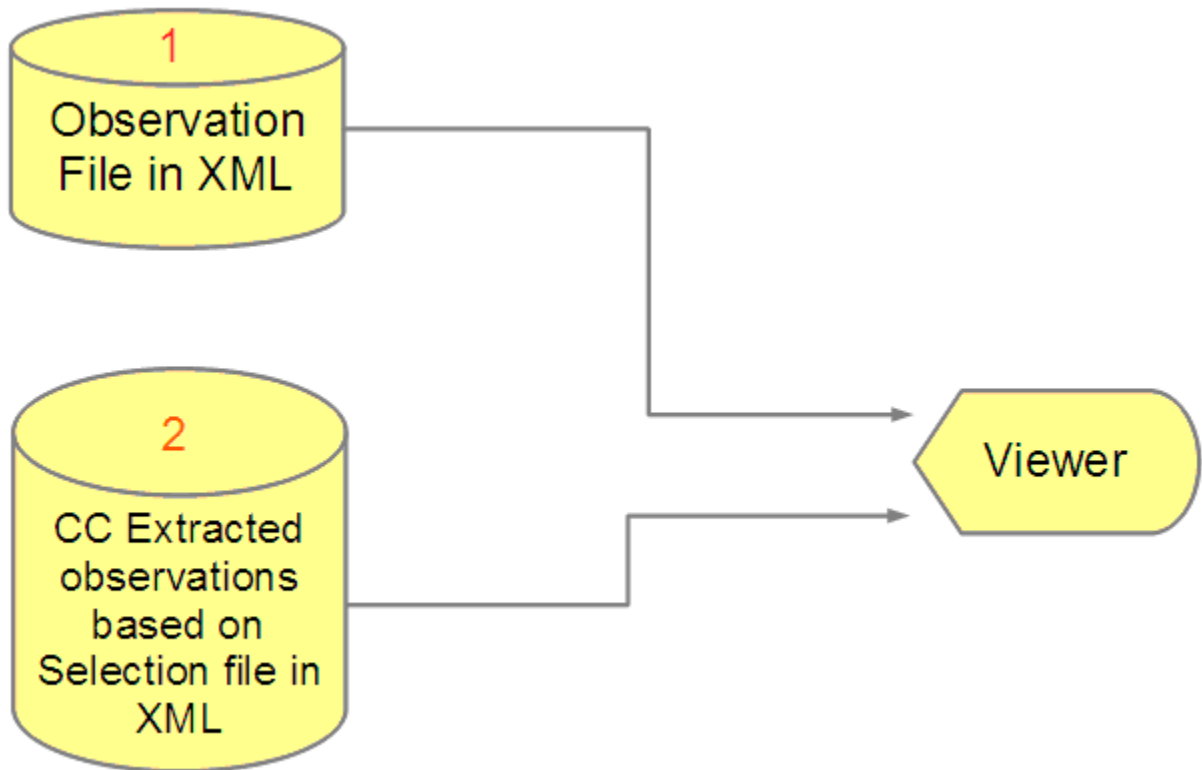 1
Observation
File in XML
2
CC Extracted
observations
based on
Selection file in
XML
Viewer